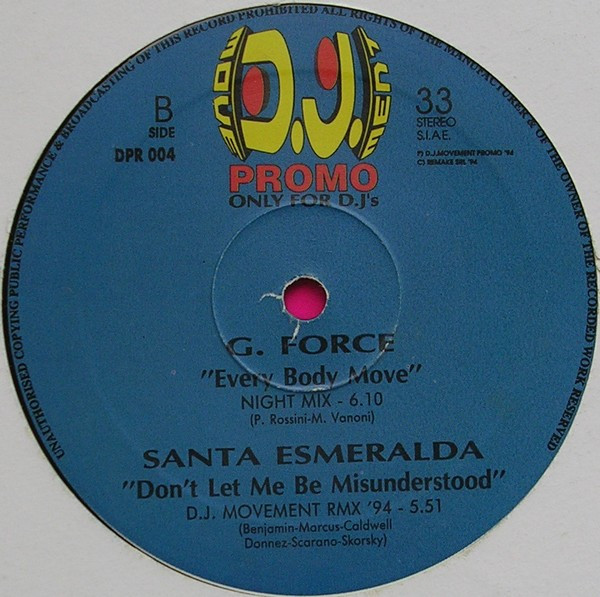 UNAUTHORISED COPYING PUBLIC PERFORMANCE & BROADCASTING OF THIS RECORD PROHIBITED ALL RIGHTS OF THE MANUFACTURER & OF THE OWNER OF THE RECORDED WORK RESERVED
MOVE D.J. MENT
PROMO
ONLY FOR D.J's
B
SIDE
DPR 004
33
STEREO
S.I.A.E.
P) D.J.MOVEMENT PROMO '94
C) REMAKE SRL '94
G. FORCE
"Every Body Move"
NIGHT MIX - 6.10
(P. Rossini-M. Vanoni)
SANTA ESMERALDA
"Don't Let Me Be Misunderstood"
D.J. MOVEMENT RMX '94 - 5.51
(Benjamin-Marcus-Caldwell
Donnez-Scarano-Skorsky)